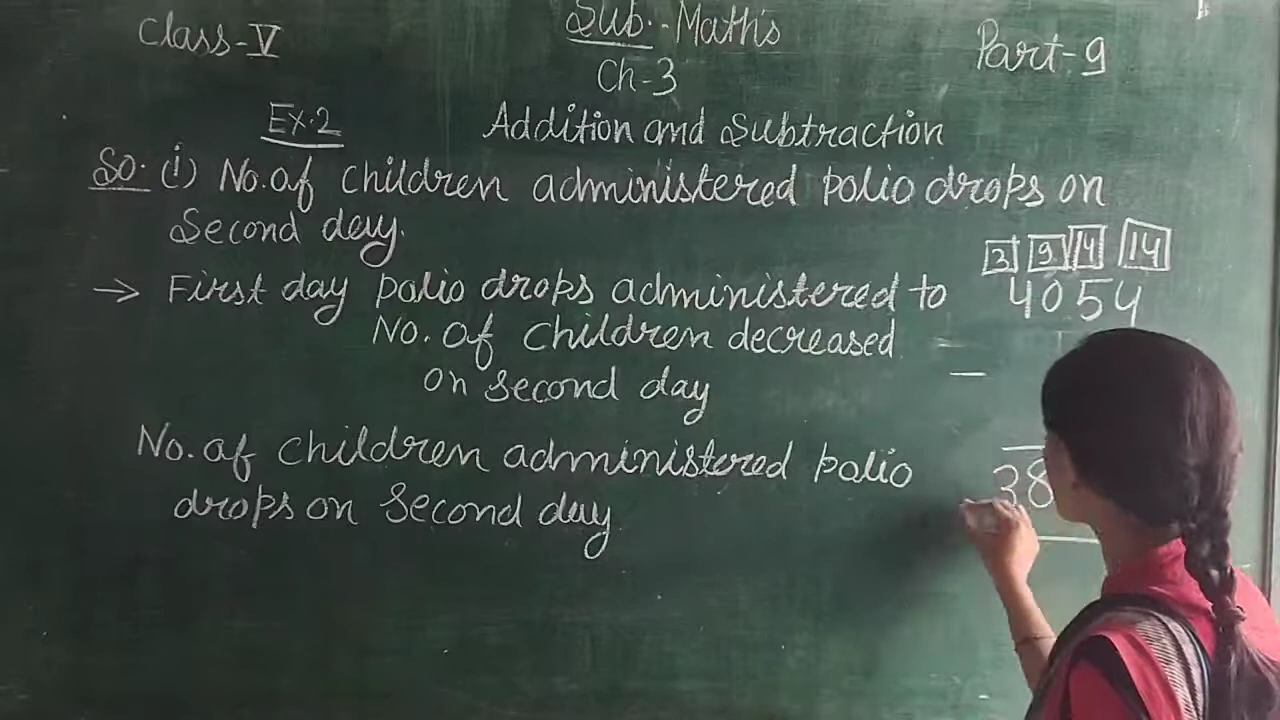 Class-V
Sub.-Maths
Part-9
Ch-3
Ex.2
Addition and Subtraction
So. (i) No. of children administered polio drops on
Second day.
3 9 14 14
→ First day polio drops administered to 4054
No. of children decreased
on second day
No. of children administered polio 38
drops on second day.